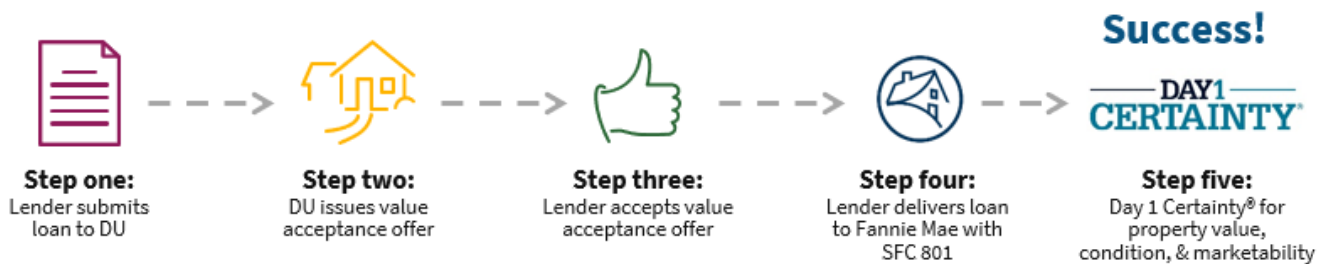 Success!
DAY1
CERTAINTY®
Step one:
Lender submits
loan to DU
Step two:
DU issues value
acceptance offer
Step three:
Lender accepts value
acceptance offer
Step four:
Lender delivers loan
to Fannie Mae with
SFC 801
Step five:
Day 1 Certainty® for
property value,
condition, & marketability